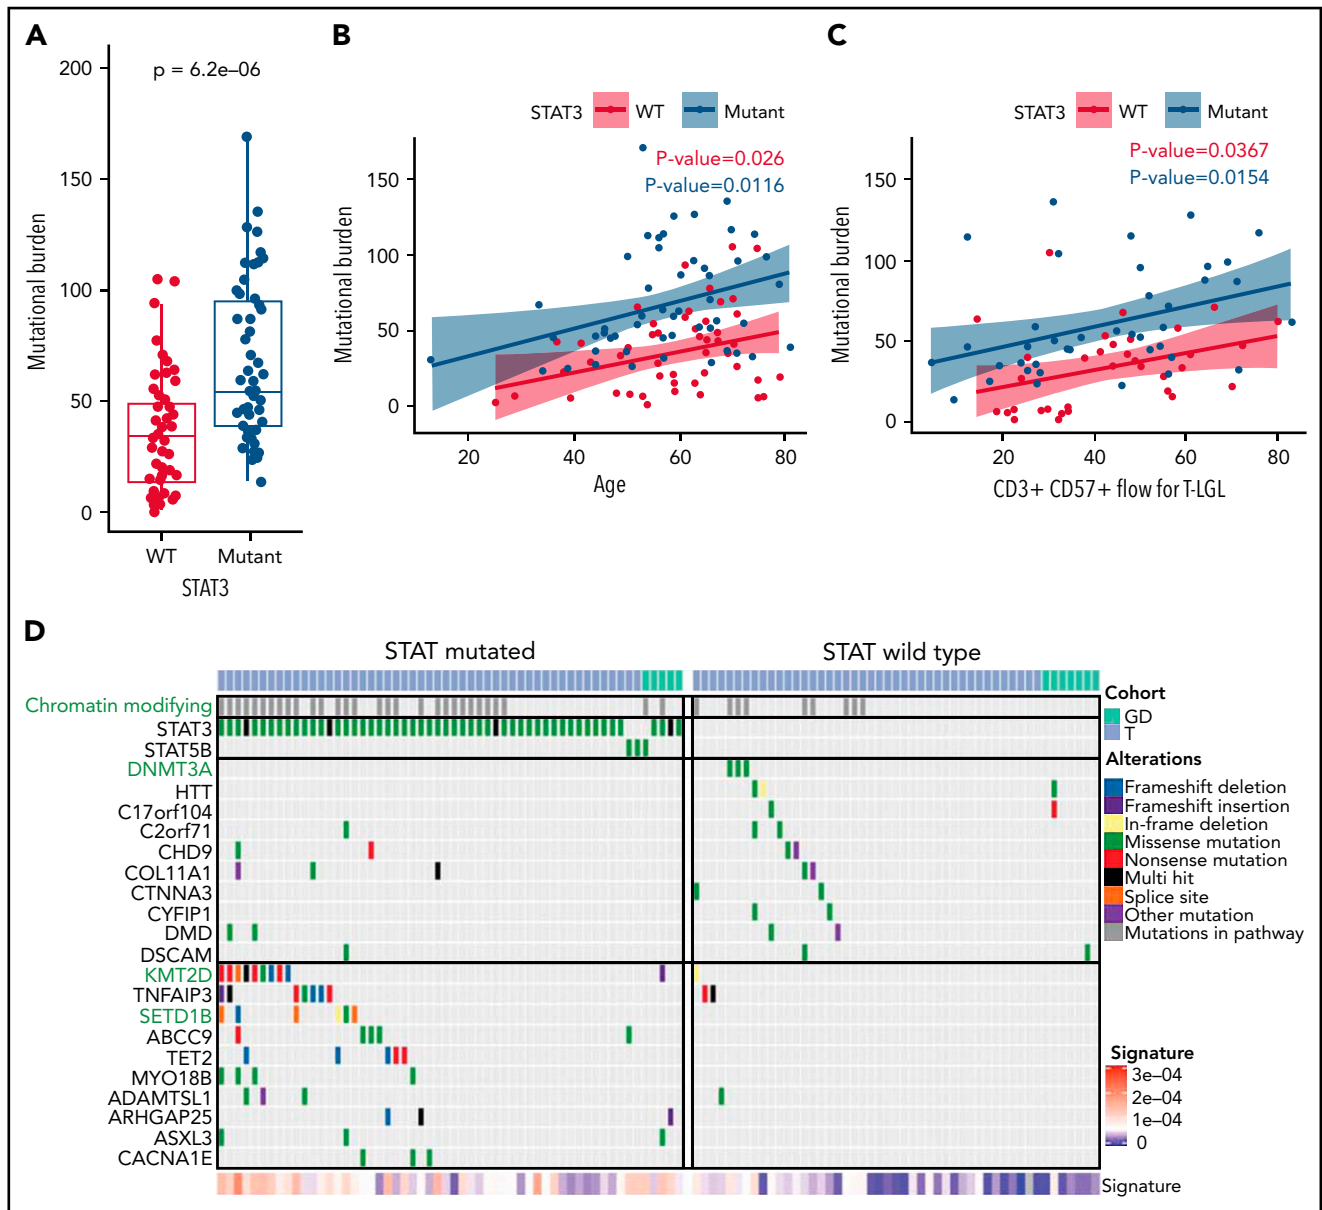 A
p = 6.2e–06
Mutational burden
200
150
100
50
0
WT
Mutant
STAT3
B
STAT3
WT
Mutant
P-value=0.026
P-value=0.0116
Mutational burden
150
100
50
0
20
40
60
80
Age
C
STAT3
WT
Mutant
P-value=0.0367
P-value=0.0154
Mutational burden
150
100
50
0
20
40
60
80
CD3+ CD57+ flow for T-LGL
D
STAT mutated
STAT wild type
Chromatin modifying
STAT3
STAT5B
DNMT3A
HTT
C17orf104
C2orf71
CHD9
COL11A1
CTNNA3
CYFIP1
DMD
DSCAM
KMT2D
TNFAIP3
SETD1B
ABCC9
TET2
MYO18B
ADAMTSL1
ARHGAP25
ASXL3
CACNA1E
Signature
Cohort
GD
T
Alterations
Frameshift deletion
Frameshift insertion
In-frame deletion
Missense mutation
Nonsense mutation
Multi hit
Splice site
Other mutation
Mutations in pathway
Signature
3e–04
2e–04
1e–04
0